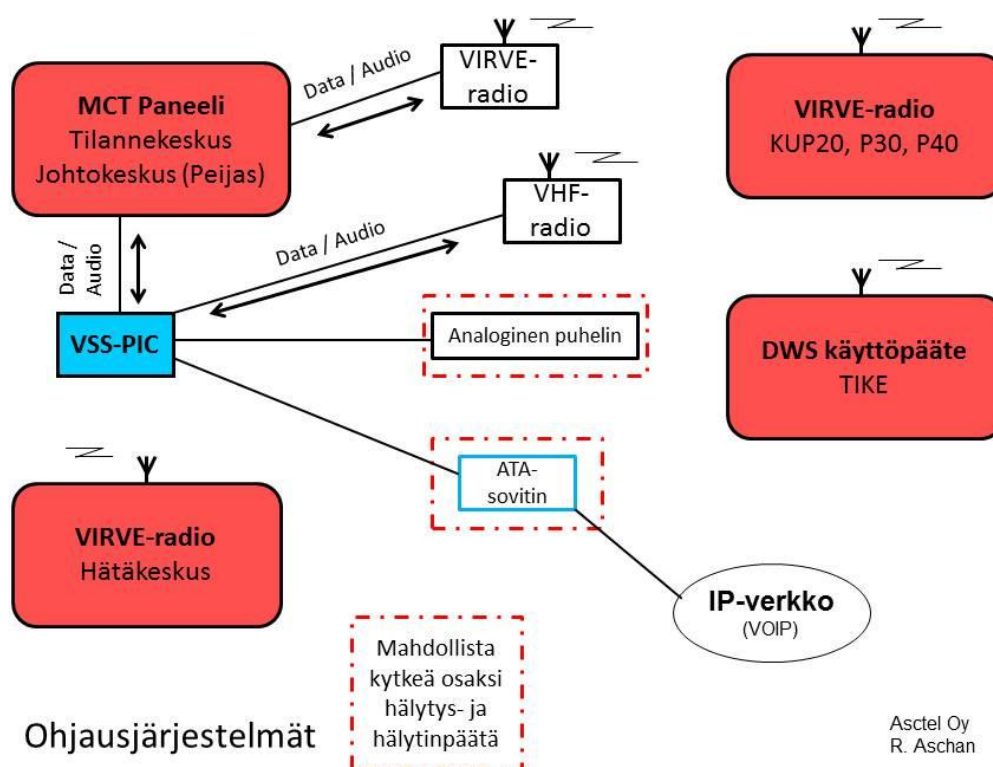 VIRVE-
radio
Data / Audio
MCT Paneeli
Tilannekeskus
Johtokeskus (Peijas)
VIRVE-radio
KUP20, P30, P40
VHF-
radio
Data / Audio
Data /
Audio
VSS-PIC
Analoginen puhelin
DWS käyttöpääte
TIKE
ATA-
sovitin
VIRVE-radio
Hätäkeskus
IP-verkko
(VOIP)
Mahdollista
kytkeä osaksi
hälytys- ja
hälytinpäätä
Ohjausjärjestelmät
Asctel Oy
R. Aschan